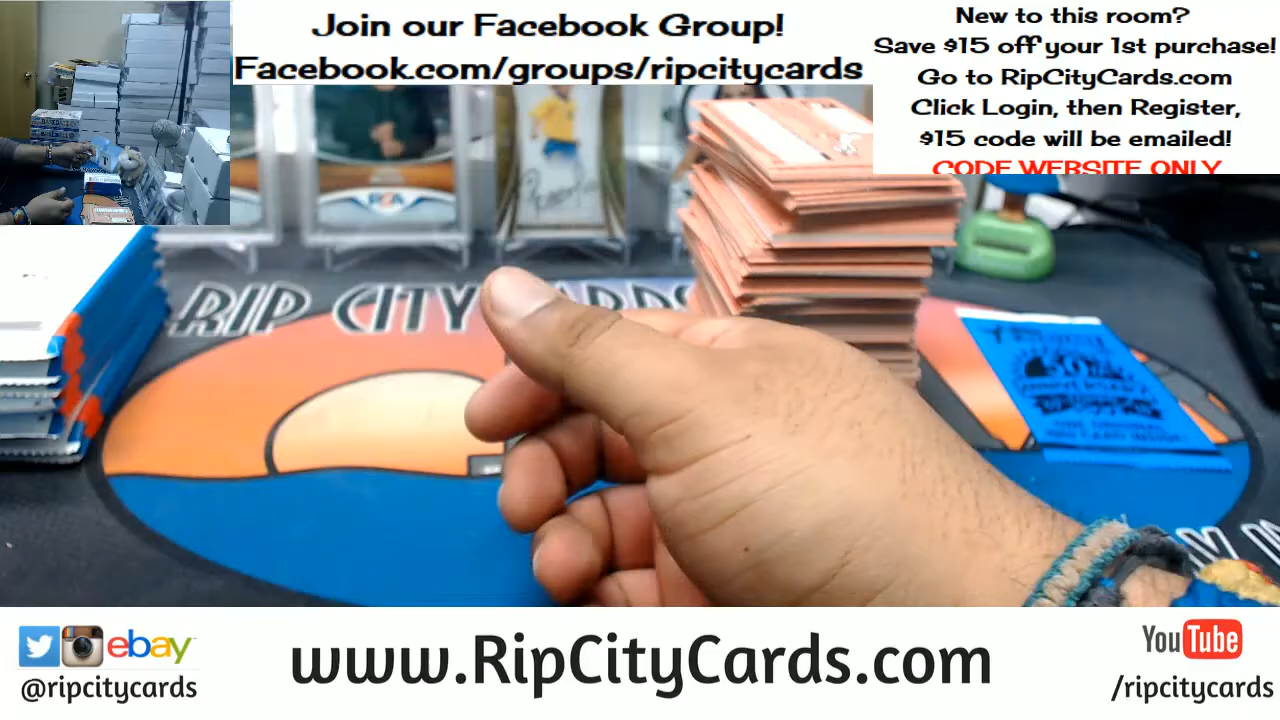 Join our Facebook Group!
Facebook.com/groups/ripcitycards
New to this room?
Save $15 off your 1st purchase!
Go to RipCityCards.com
Click Login, then Register,
$15 code will be emailed!
CODE WEBSITE ONLY
RIP CITY CARDS
ebay
@ripcitycards
www.RipCityCards.com
YouTube
/ripcitycards